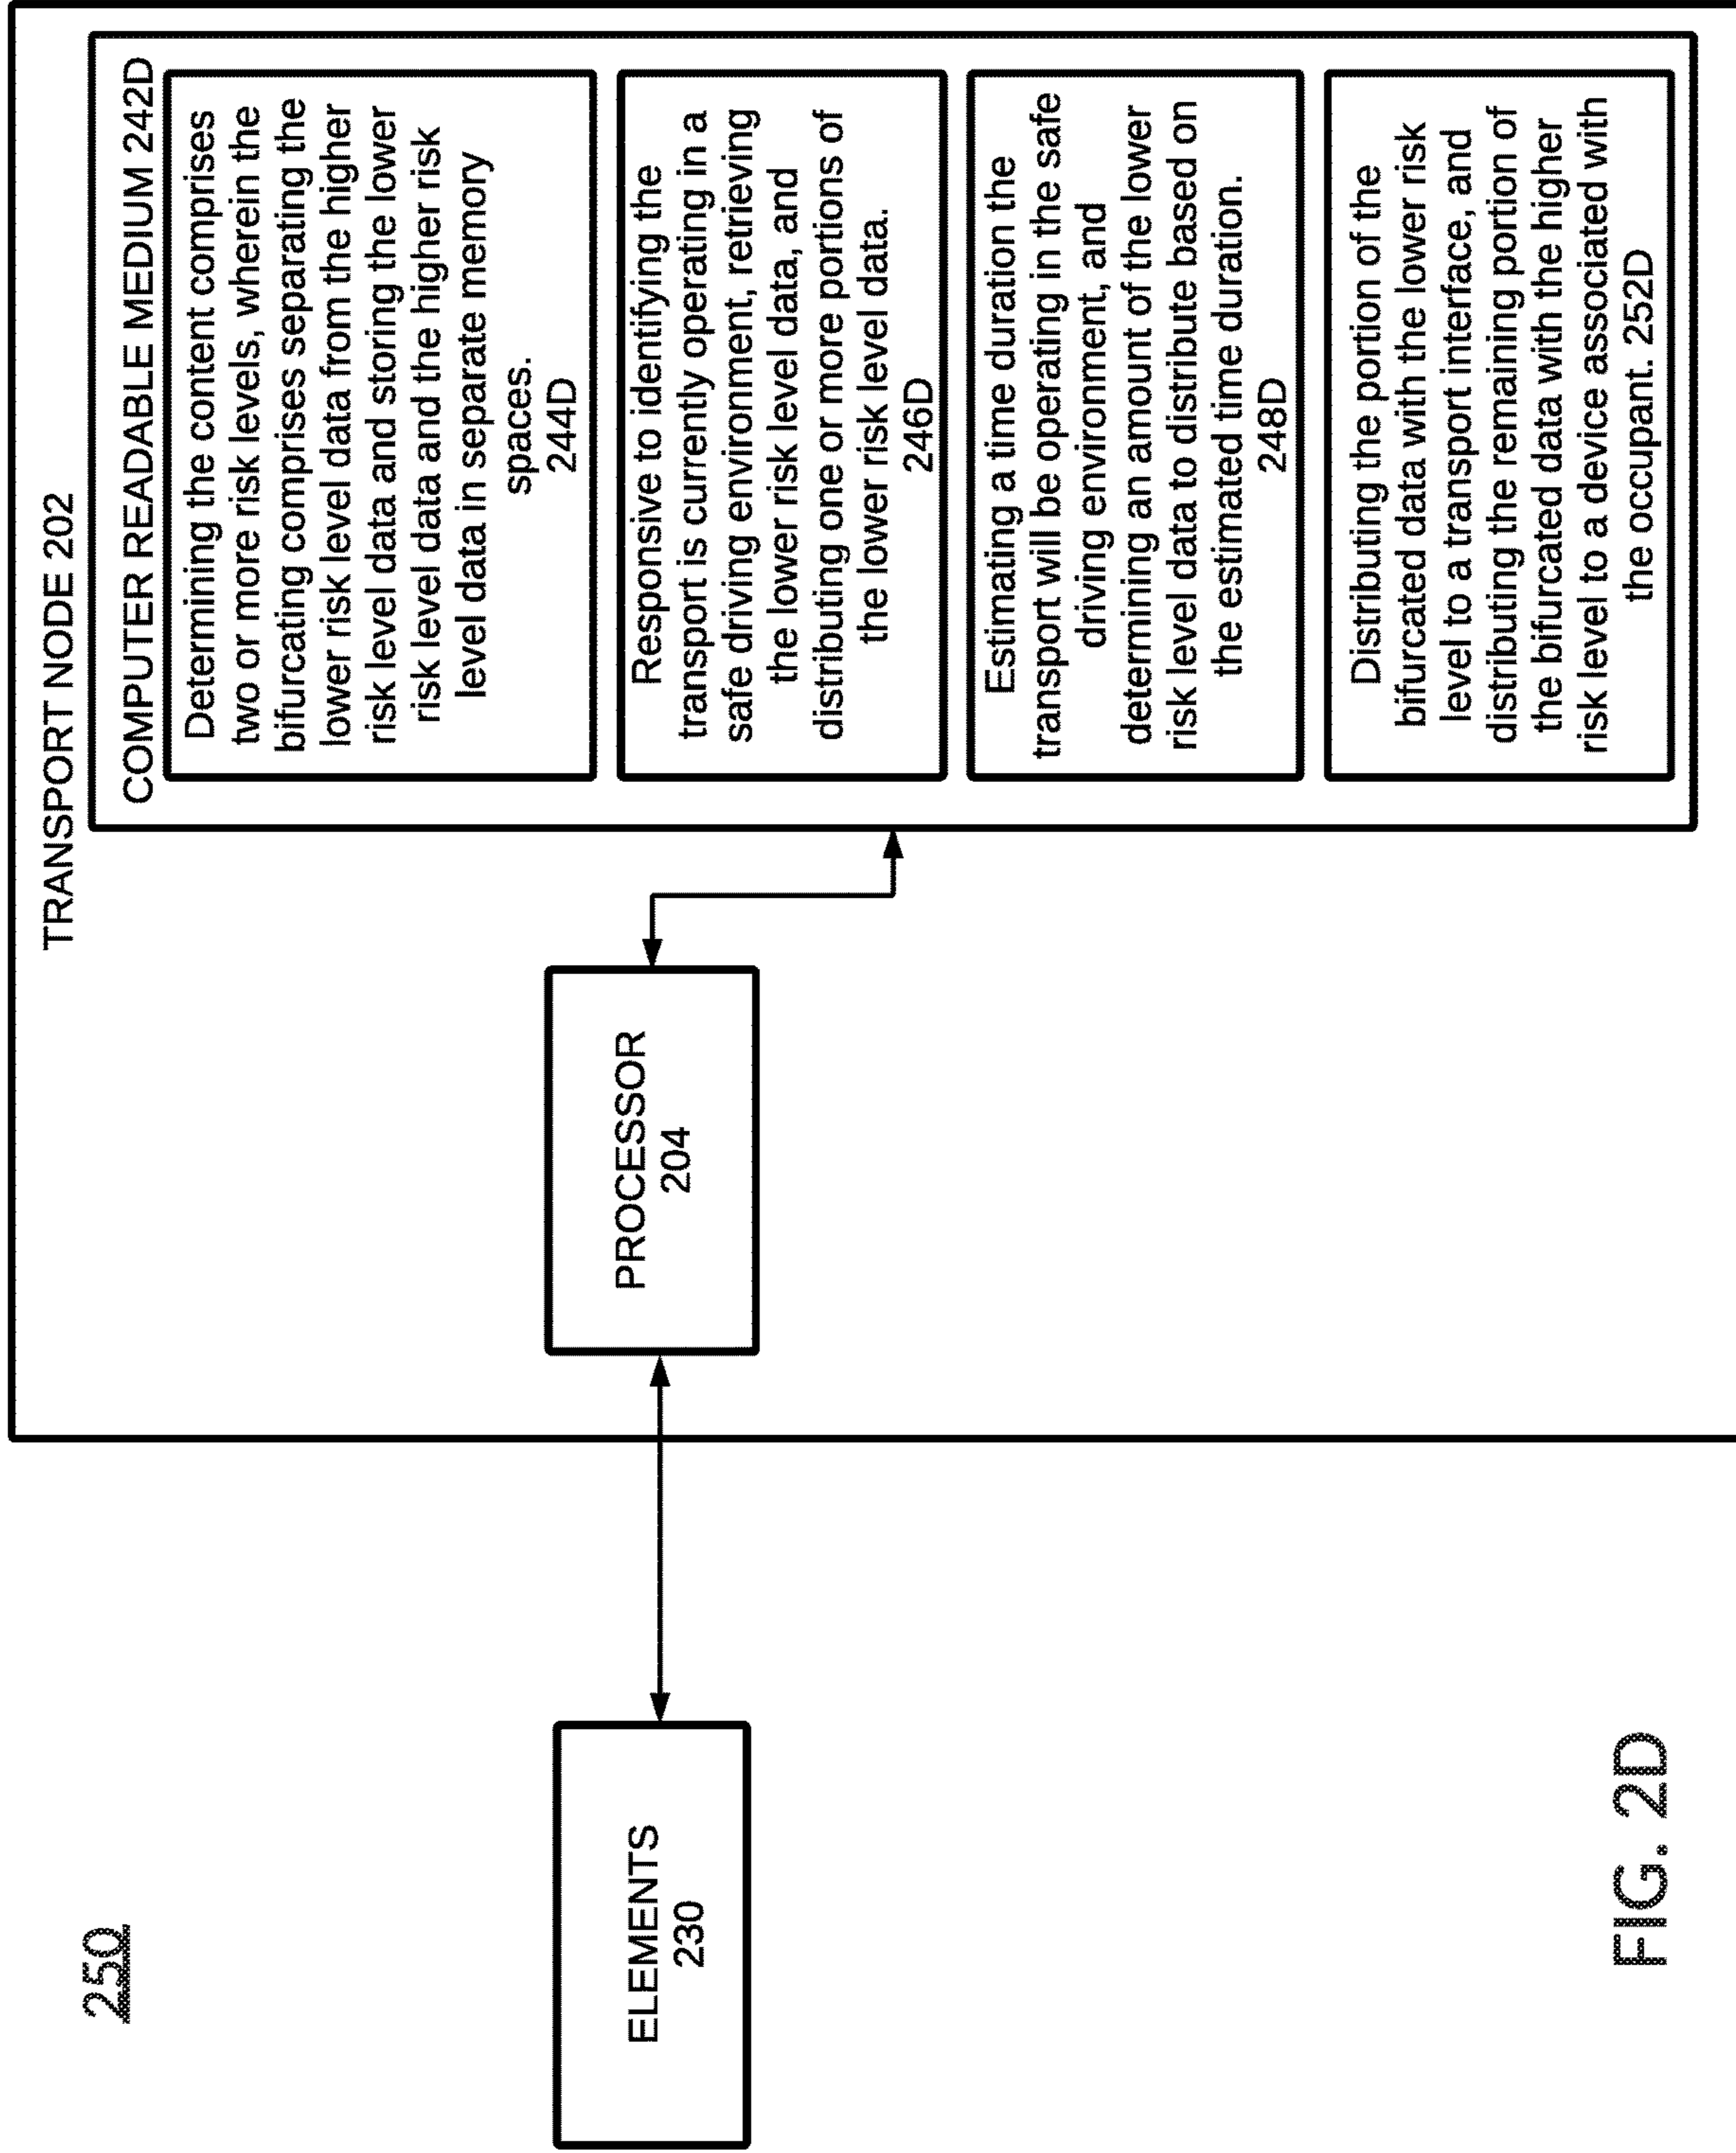 250
TRANSPORT NODE 202
COMPUTER READABLE MEDIUM 242D
Determining the content comprises
two or more risk levels, wherein the
bifurcating comprises separating the
lower risk level data from the higher
risk level data and storing the lower
risk level data and the higher risk
level data in separate memory
spaces.
244D
Responsive to identifying the
transport is currently operating in a
safe driving environment, retrieving
the lower risk level data, and
distributing one or more portions of
the lower risk level data.
246D
Estimating a time duration the
transport will be operating in the safe
driving environment, and
determining an amount of the lower
risk level data to distribute based on
the estimated time duration.
248D
Distributing the portion of the
bifurcated data with the lower risk
level to a transport interface, and
distributing the remaining portion of
the bifurcated data with the higher
risk level to a device associated with
the occupant. 252D
PROCESSOR
204
ELEMENTS
230
FIG. 2D